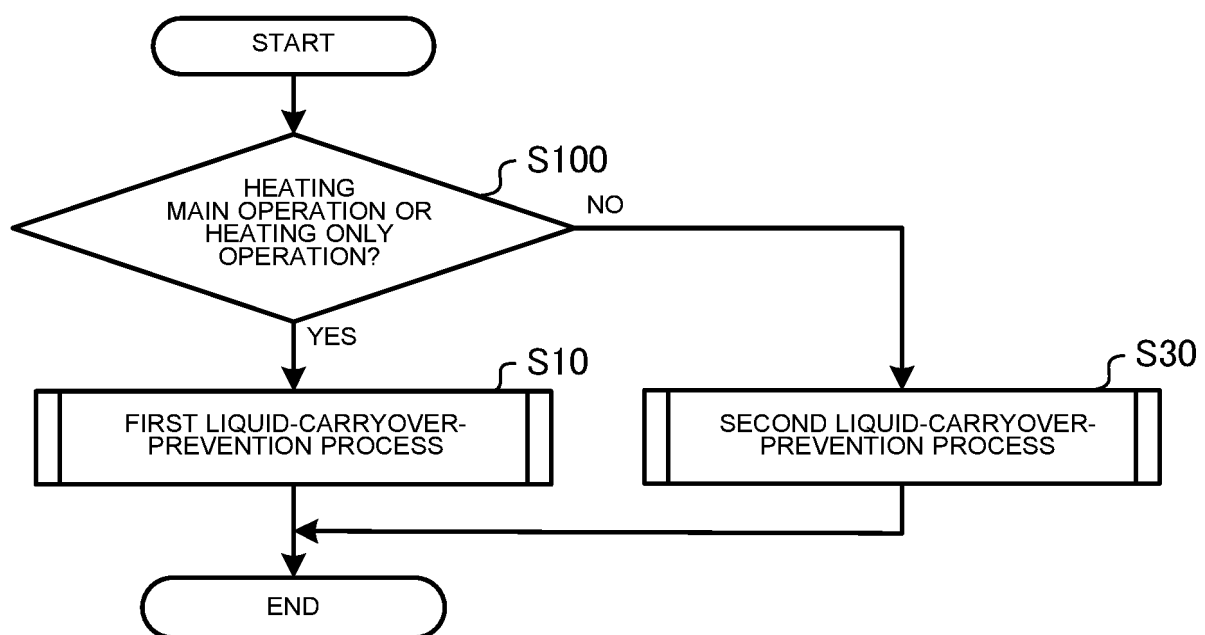 START
S100
HEATING
MAIN OPERATION OR
HEATING ONLY
OPERATION?
NO
YES
S10
FIRST LIQUID-CARRYOVER-
PREVENTION PROCESS
S30
SECOND LIQUID-CARRYOVER-
PREVENTION PROCESS
END